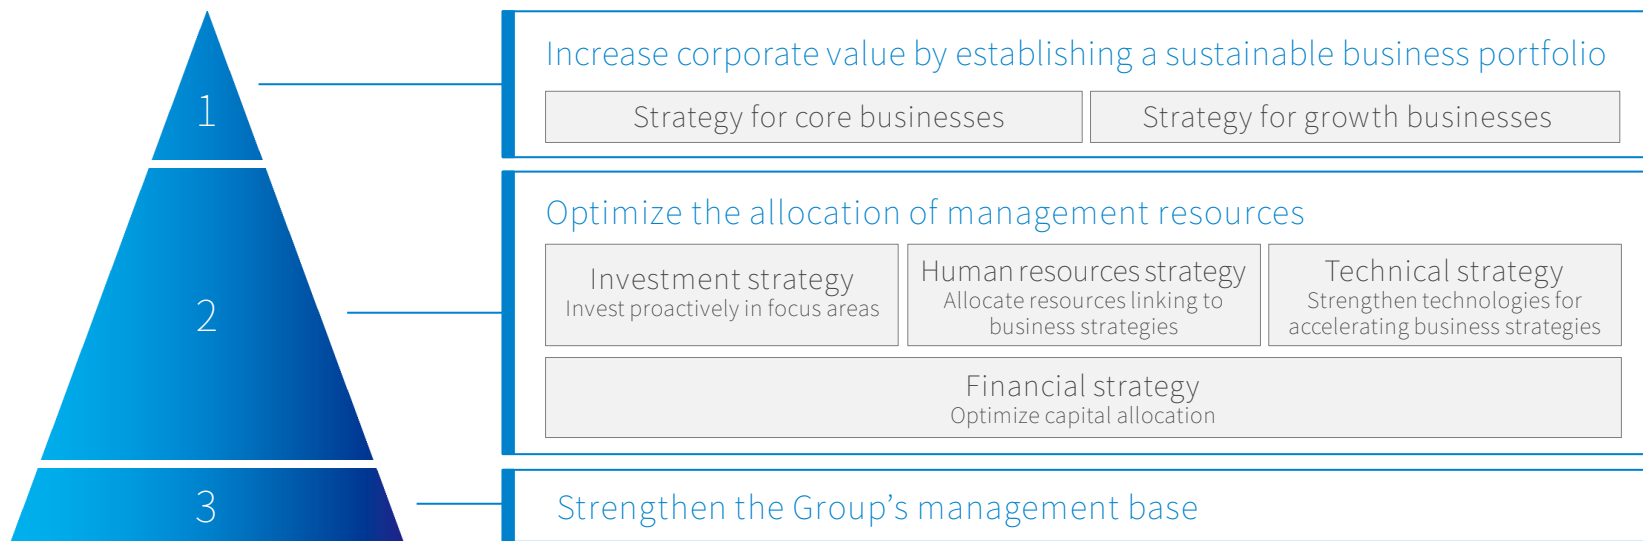 1
Increase corporate value by establishing a sustainable business portfolio
Strategy for core businesses
Strategy for growth businesses
2
Optimize the allocation of management resources
Investment strategy
Invest proactively in focus areas
Human resources strategy
Allocate resources linking to
business strategies
Technical strategy
Strengthen technologies for
accelerating business strategies
Financial strategy
Optimize capital allocation
3
Strengthen the Group’s management base